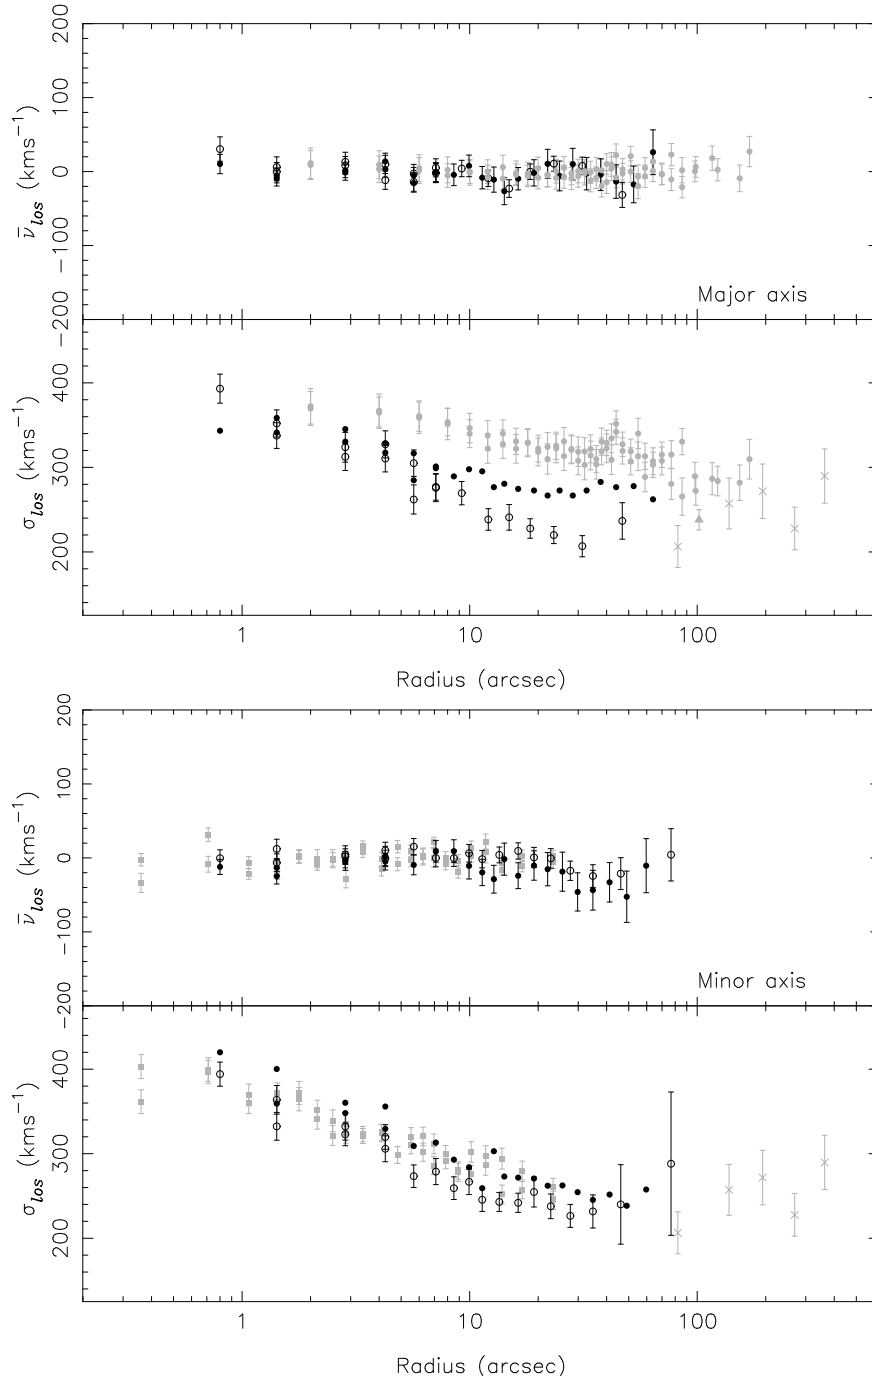 200
100
0
−100
−200
ν̄los (kms−1)
Major axis
400
300
200
σlos (kms−1)
1 10 100
Radius (arcsec)
200
100
0
−100
−200
ν̄los (kms−1)
Minor axis
400
300
200
σlos (kms−1)
1 10 100
Radius (arcsec)